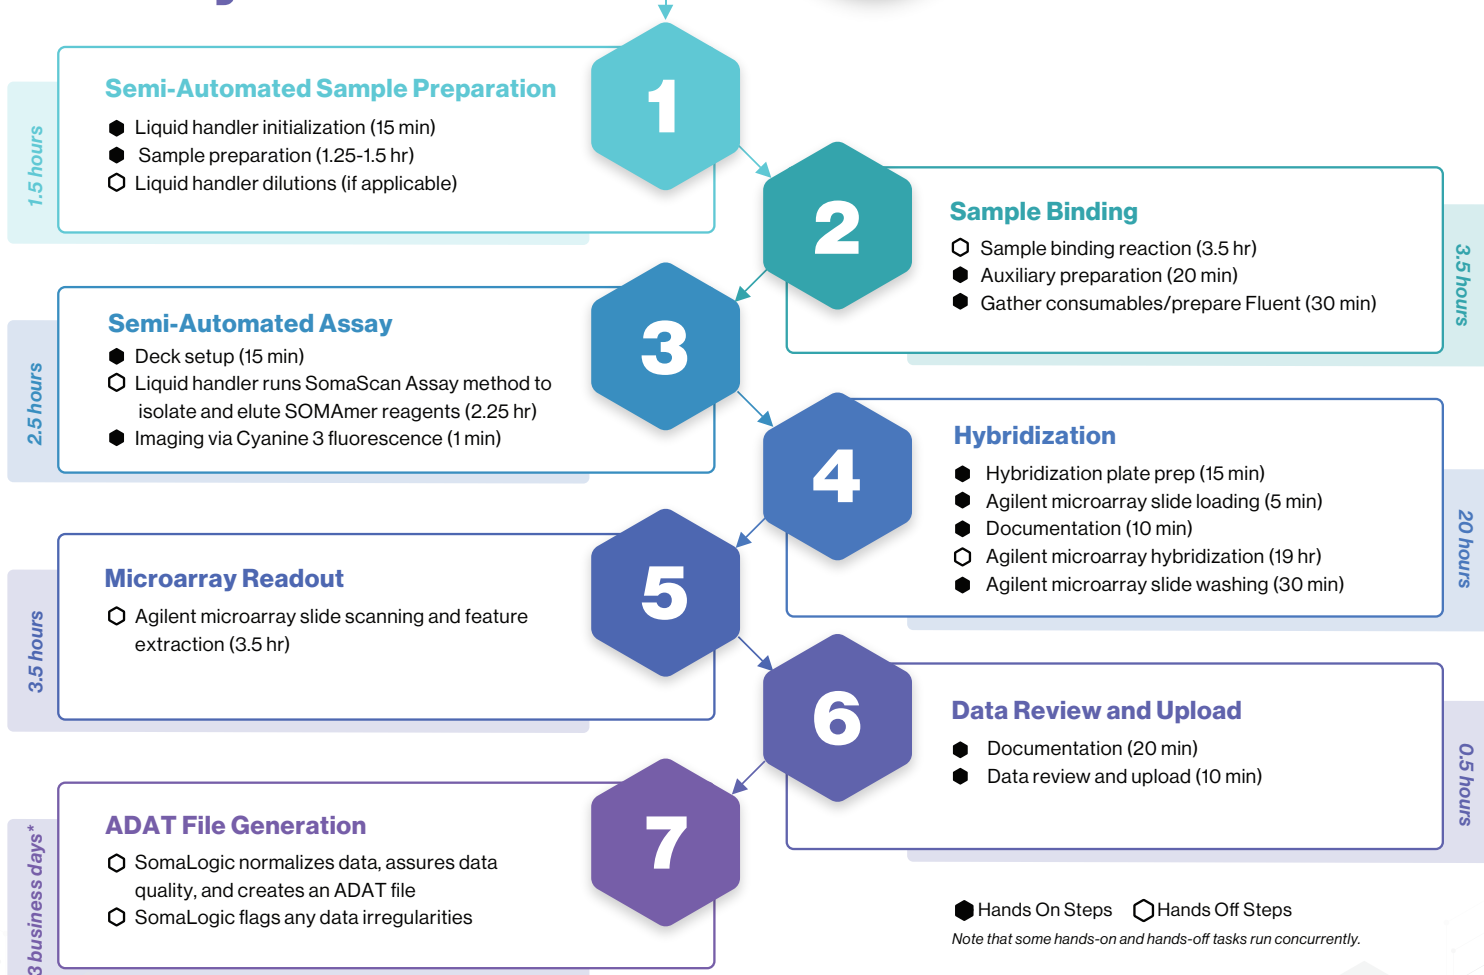 1
Semi-Automated Sample Preparation
Liquid handler initialization (15 min)
Sample preparation (1.25-1.5 hr)
Liquid handler dilutions (if applicable)
1.5 hours
2
Sample Binding
Sample binding reaction (3.5 hr)
Auxiliary preparation (20 min)
Gather consumables/prepare Fluent (30 min)
3.5 hours
3
Semi-Automated Assay
Deck setup (15 min)
Liquid handler runs SomaScan Assay method to
isolate and elute SOMAmer reagents (2.25 hr)
Imaging via Cyanine 3 fluorescence (1 min)
2.5 hours
4
Hybridization
Hybridization plate prep (15 min)
Agilent microarray slide loading (5 min)
Documentation (10 min)
Agilent microarray hybridization (19 hr)
Agilent microarray slide washing (30 min)
20 hours
5
Microarray Readout
Agilent microarray slide scanning and feature
extraction (3.5 hr)
3.5 hours
6
Data Review and Upload
Documentation (20 min)
Data review and upload (10 min)
0.5 hours
7
ADAT File Generation
SomaLogic normalizes data, assures data
quality, and creates an ADAT file
SomaLogic flags any data irregularities
3 business days*
Hands On Steps Hands Off Steps
Note that some hands-on and hands-off tasks run concurrently.